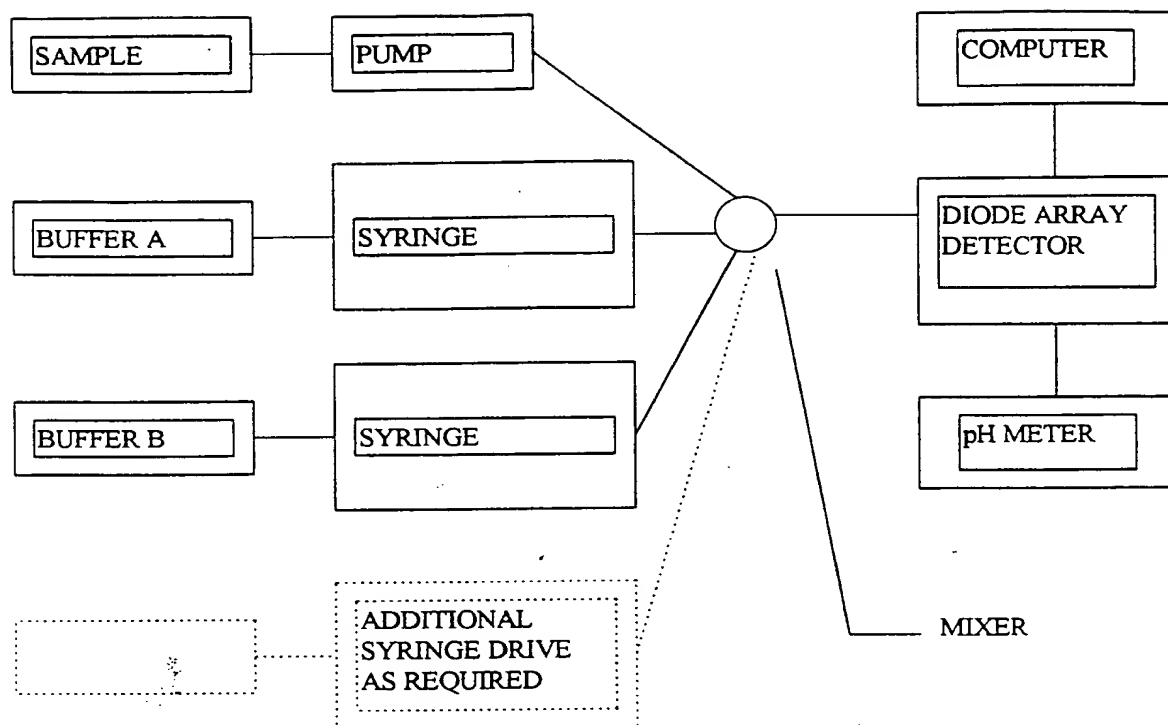 SAMPLE
PUMP
COMPUTER
BUFFER A
SYRINGE
DIODE ARRAY
DETECTOR
BUFFER B
SYRINGE
pH METER
ADDITIONAL
SYRINGE DRIVE
AS REQUIRED
MIXER